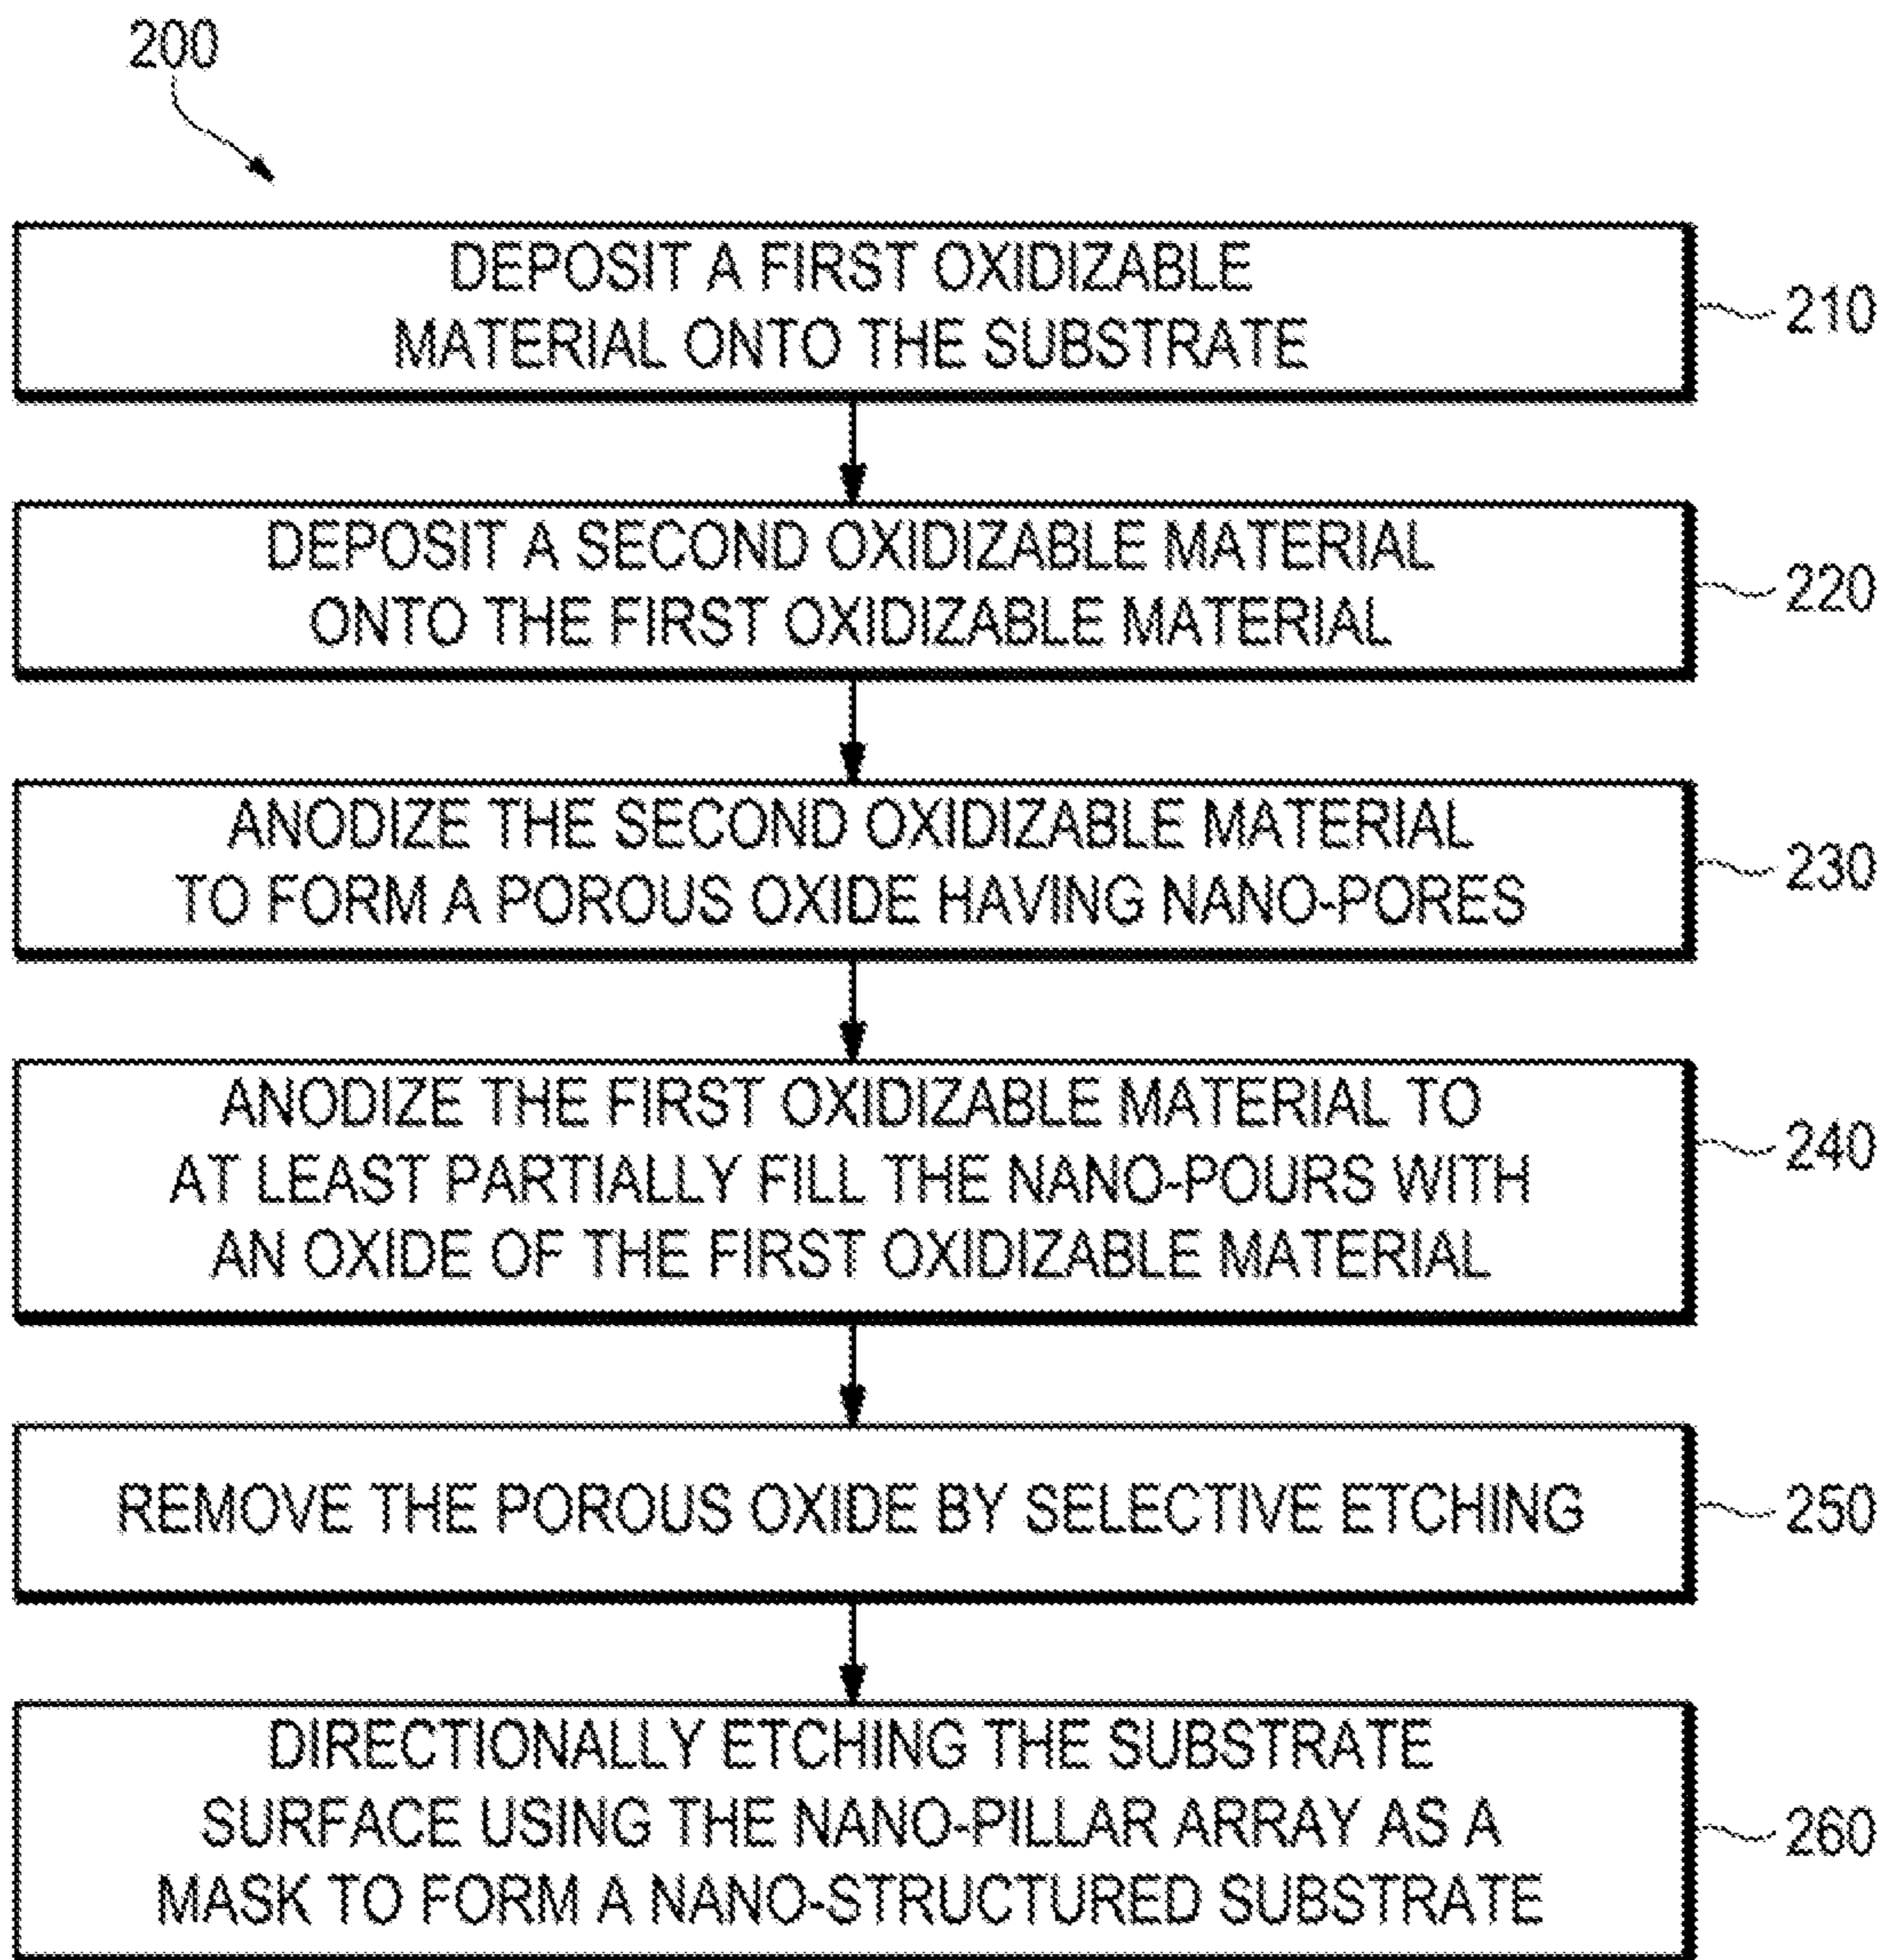 200
DEPOSIT A FIRST OXIDIZABLE
MATERIAL ONTO THE SUBSTRATE
210
DEPOSIT A SECOND OXIDIZABLE MATERIAL
ONTO THE FIRST OXIDIZABLE MATERIAL
220
ANODIZE THE SECOND OXIDIZABLE MATERIAL
TO FORM A POROUS OXIDE HAVING NANO-PORES
230
ANODIZE THE FIRST OXIDIZABLE MATERIAL TO
AT LEAST PARTIALLY FILL THE NANO-POURS WITH
AN OXIDE OF THE FIRST OXIDIZABLE MATERIAL
240
REMOVE THE POROUS OXIDE BY SELECTIVE ETCHING
250
DIRECTIONALLY ETCHING THE SUBSTRATE
SURFACE USING THE NANO-PILLAR ARRAY AS A
MASK TO FORM A NANO-STRUCTURED SUBSTRATE
260